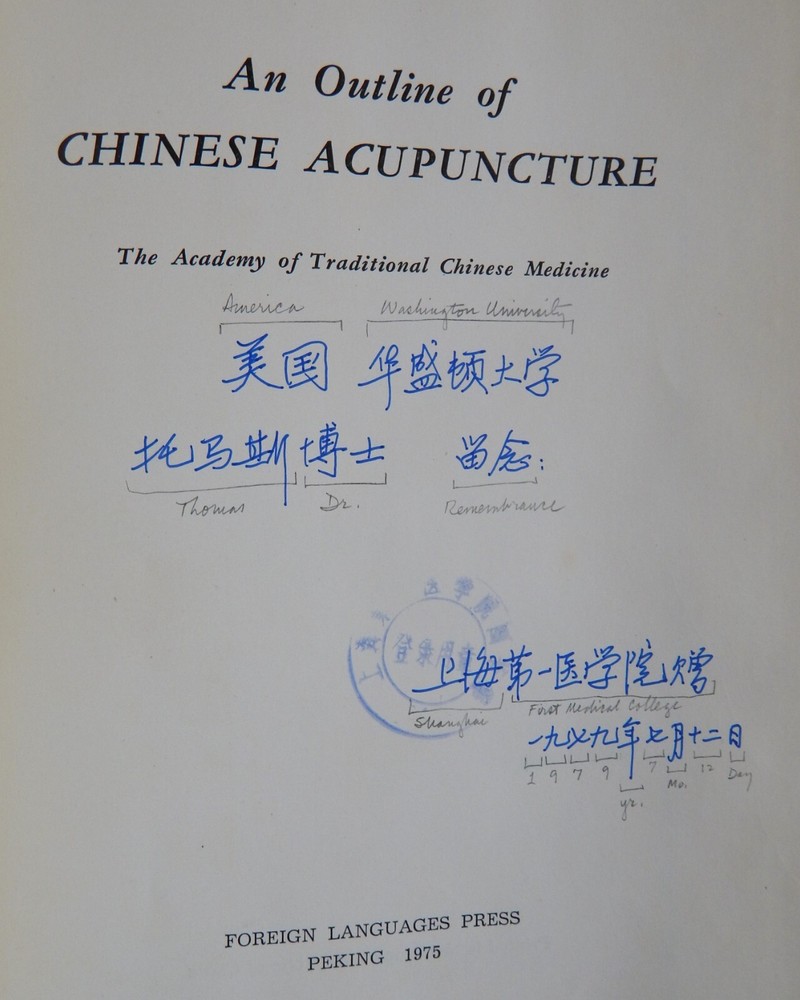 An Outline of
CHINESE ACUPUNCTURE
The Academy of Traditional Chinese Medicine
America Washington University
美国 华盛顿大学
托马斯博士 留念:
Thomas Dr. Remembrance
上海第一医学院赠
Shanghai First Medical College
一九七九年七月十二日
1 9 7 9 yr. 7 Mo. 12 Day
FOREIGN LANGUAGES PRESS
PEKING 1975